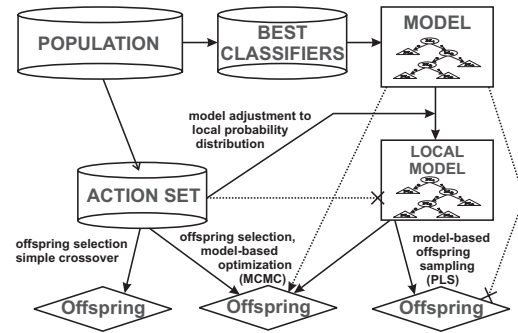 POPULATION
BEST
CLASSIFIERS
MODEL
model adjustment to
local probability
distribution
ACTION SET
LOCAL
MODEL
offspring selection
simple crossover
offspring selection,
model-based
optimization
(MCMC)
model-based
offspring
sampling
(PLS)
Offspring
Offspring
Offspring